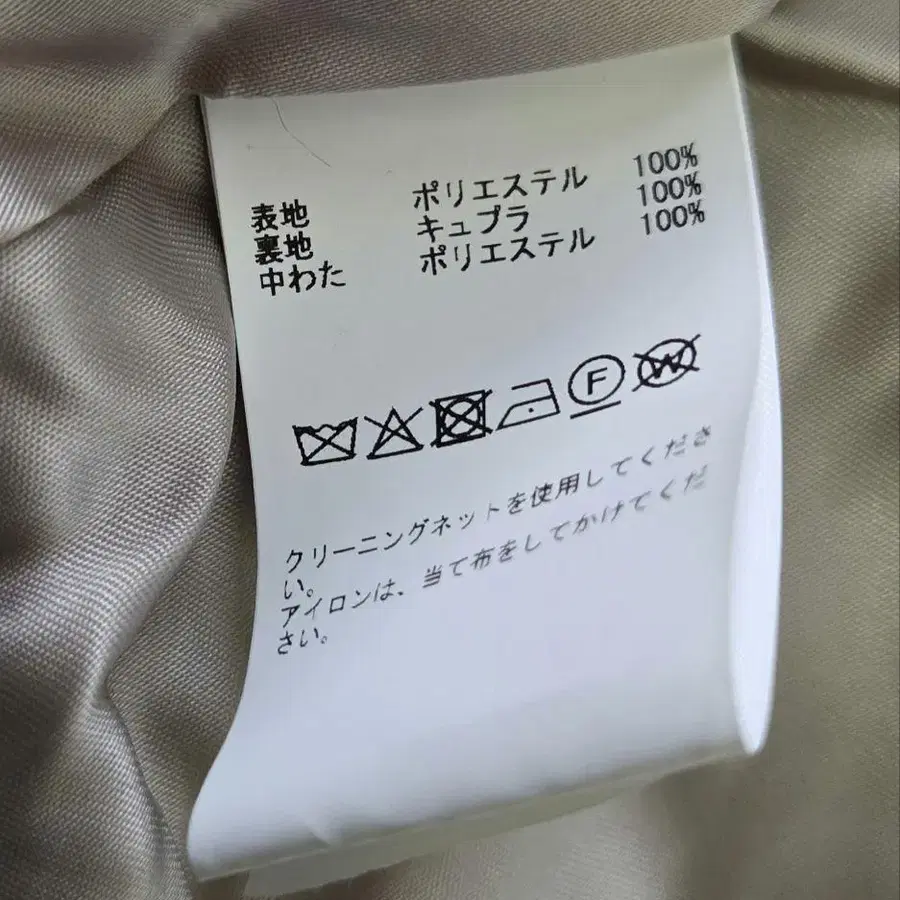 表地 ポリエステル 100%
裏地 キュプラ 100%
中わた ポリエステル 100%
F W
クリーニングネットを使用してくださ
い。
アイロンは、当て布をしてかけてくだ
さい。